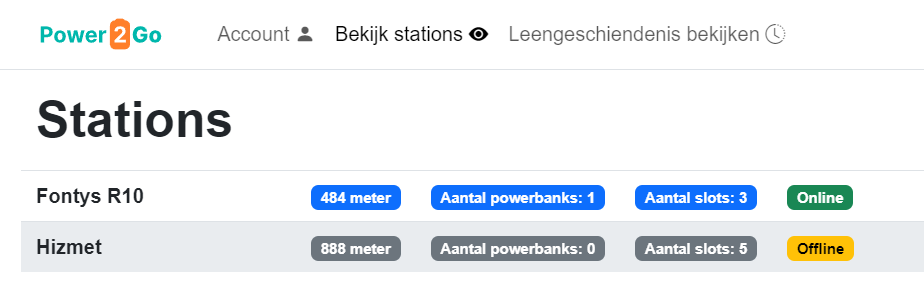 Power2Go Account Bekijk stations Leengeschiendenis bekijken
Stations
Fontys R10 484 meter Aantal powerbanks: 1 Aantal slots: 3 Online
Hizmet 888 meter Aantal powerbanks: 0 Aantal slots: 5 Offline